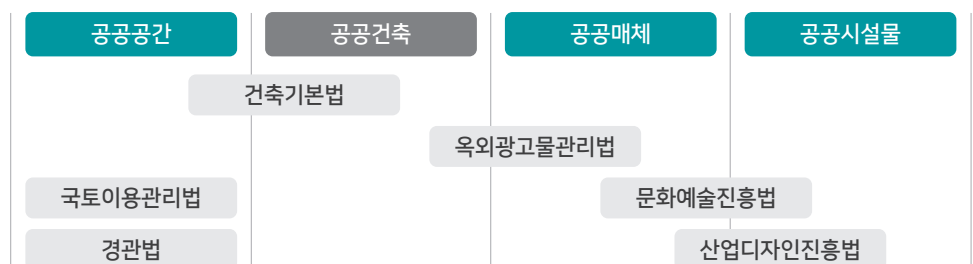 공공공간 공공건축 공공매체 공공시설물
건축기본법
옥외광고물관리법
국토이용관리법 문화예술진흥법
경관법 산업디자인진흥법